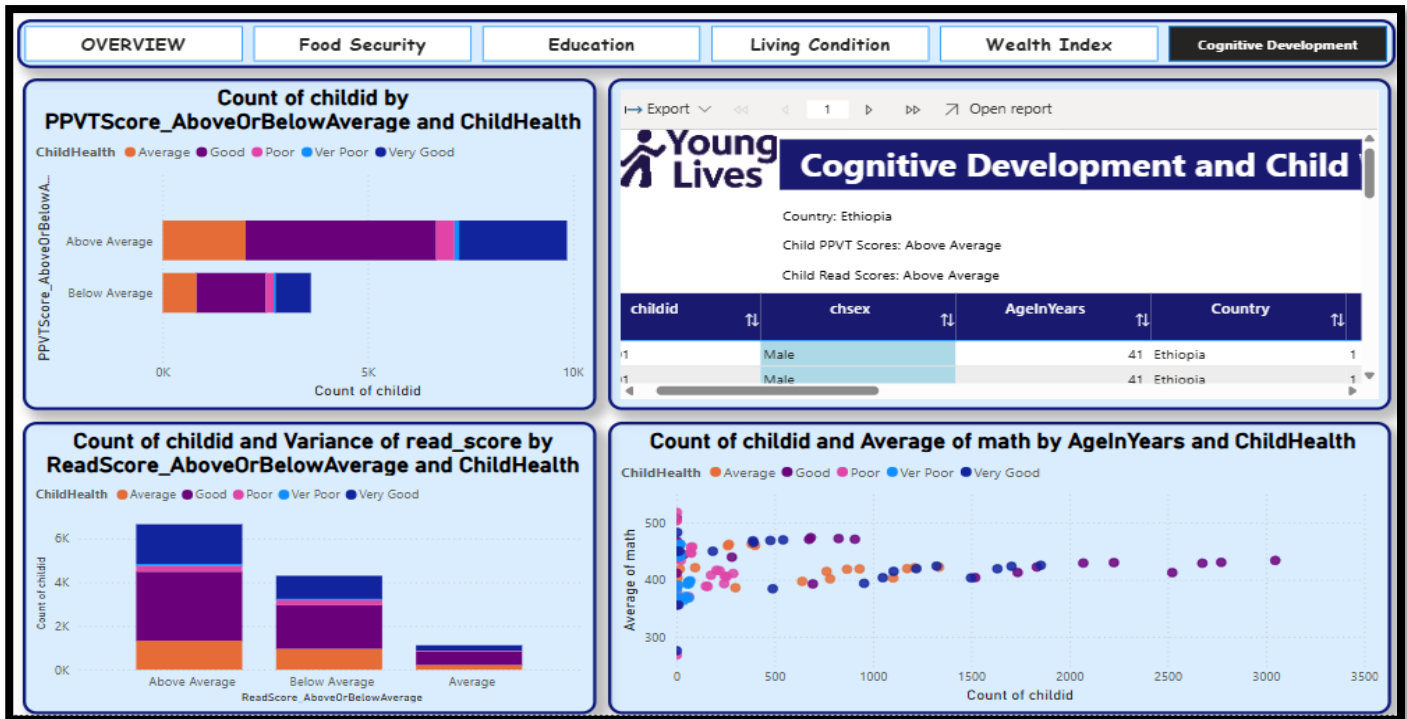 OVERVIEW
Food Security
Education
Living Condition
Wealth Index
Cognitive Development
Count of childid by
PPVTScore_AboveOrBelowAverage and ChildHealth
ChildHealth Average Good Poor Ver Poor Very Good
PPVTScore_AboveOrBelowA...
Above Average
Below Average
0K 5K 10K
Count of childid
Export 1 Open report
Young
Lives
Cognitive Development and Child
Country: Ethiopia
Child PPVT Scores: Above Average
Child Read Scores: Above Average
childid chsex AgeInYears Country
1 Male 41 Ethiopia 1
1 Male 41 Ethiopia 1
Count of childid and Variance of read_score by
ReadScore_AboveOrBelowAverage and ChildHealth
ChildHealth Average Good Poor Ver Poor Very Good
Count of childid
6K
4K
2K
0K
Above Average Below Average Average
ReadScore_AboveOrBelowAverage
Count of childid and Average of math by AgeInYears and ChildHealth
ChildHealth Average Good Poor Ver Poor Very Good
Average of math
500
400
300
0 500 1000 1500 2000 2500 3000 3500
Count of childid